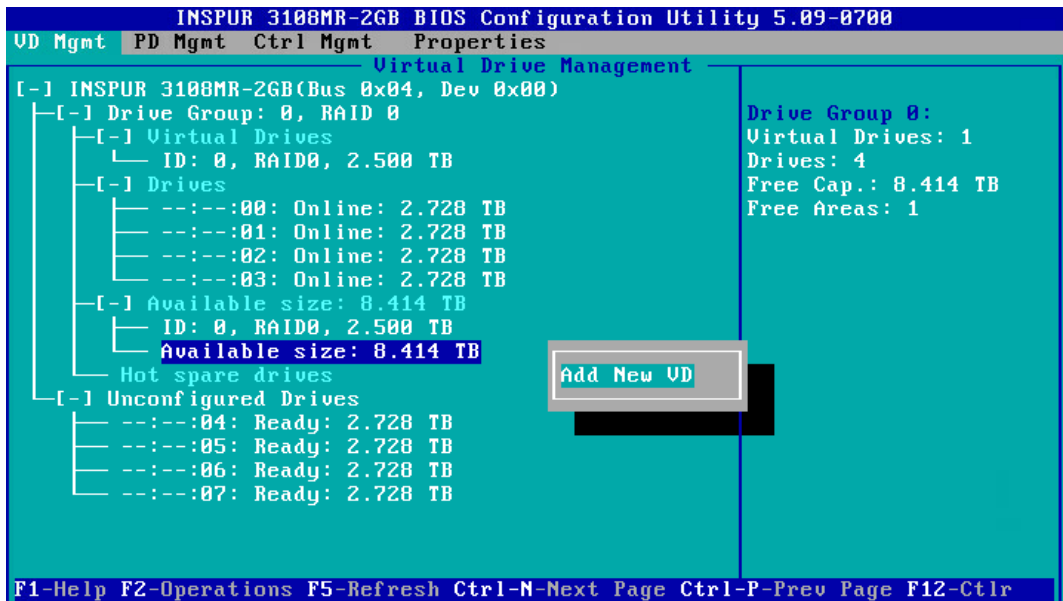 INSPUR 3108MR-2GB BIOS Configuration Utility 5.09-0700
VD Mgmt PD Mgmt Ctrl Mgmt Properties
Virtual Drive Management
[-] INSPUR 3108MR-2GB(Bus 0x04, Dev 0x00)
[-] Drive Group: 0, RAID 0
[-] Virtual Drives
ID: 0, RAID0, 2.500 TB
[-] Drives
--:--:00: Online: 2.728 TB
--:--:01: Online: 2.728 TB
--:--:02: Online: 2.728 TB
--:--:03: Online: 2.728 TB
[-] Available size: 8.414 TB
ID: 0, RAID0, 2.500 TB
Available size: 8.414 TB
Hot spare drives
[-] Unconfigured Drives
--:--:04: Ready: 2.728 TB
--:--:05: Ready: 2.728 TB
--:--:06: Ready: 2.728 TB
--:--:07: Ready: 2.728 TB
Drive Group 0:
Virtual Drives: 1
Drives: 4
Free Cap.: 8.414 TB
Free Areas: 1
Add New VD
F1-Help F2-Operations F5-Refresh Ctrl-N-Next Page Ctrl-P-Prev Page F12-Ctlr